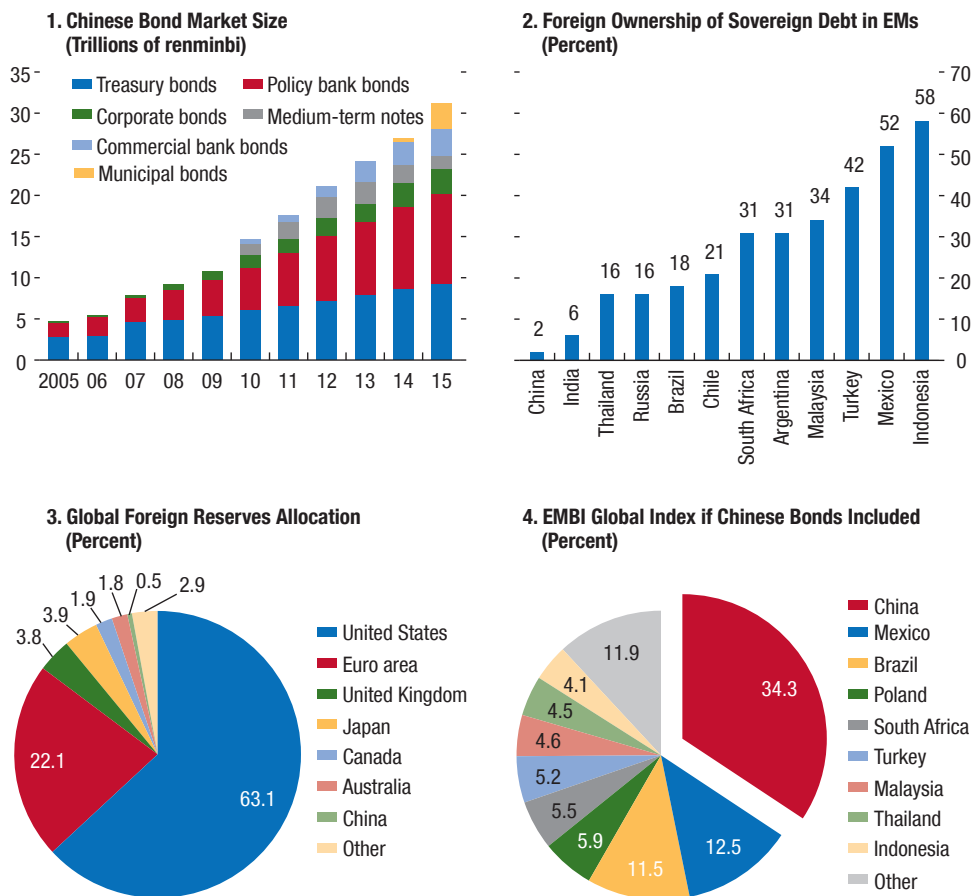 1. Chinese Bond Market Size
(Trillions of renminbi)
35
30
25
20
15
10
5
0
Treasury bonds
Policy bank bonds
Corporate bonds
Medium-term notes
Commercial bank bonds
Municipal bonds
2005 06 07 08 09 10 11 12 13 14 15
2. Foreign Ownership of Sovereign Debt in EMs
(Percent)
70
60
50
40
30
20
10
0
2 6 16 16 18 21 31 31 34 42 52 58
China
India
Thailand
Russia
Brazil
Chile
South Africa
Argentina
Malaysia
Turkey
Mexico
Indonesia
3. Global Foreign Reserves Allocation
(Percent)
63.1
22.1
3.8
3.9
1.9
1.8
0.5
2.9
United States
Euro area
United Kingdom
Japan
Canada
Australia
China
Other
4. EMBI Global Index if Chinese Bonds Included
(Percent)
34.3
12.5
11.5
5.9
5.5
5.2
4.6
4.5
4.1
11.9
China
Mexico
Brazil
Poland
South Africa
Turkey
Malaysia
Thailand
Indonesia
Other